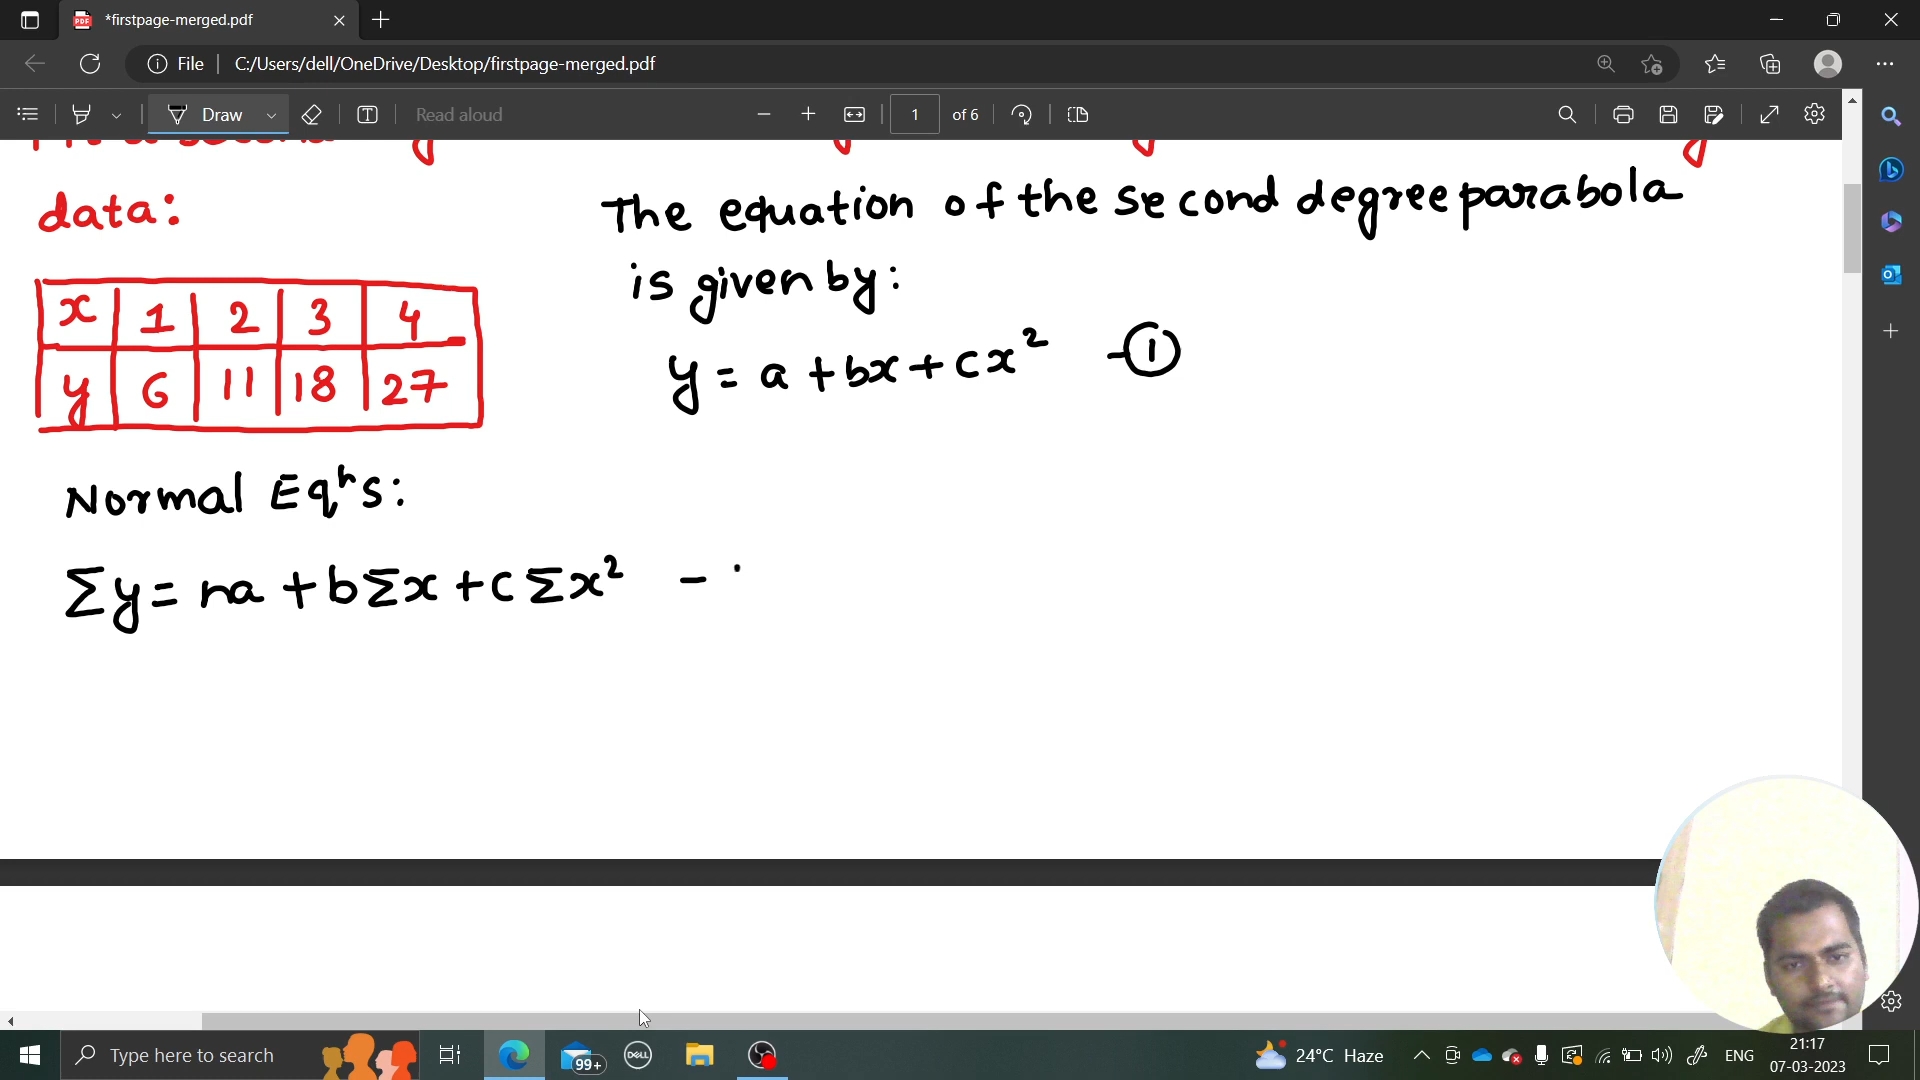 *firstpage-merged.pdf
File C:/Users/dell/OneDrive/Desktop/firstpage-merged.pdf
Draw Read aloud 1 of 6
data: The equation of the second degree parabola
is given by:
x 1 2 3 4
y = a + bx + cx² -①
y 6 11 18 27
Normal Eqⁿs:
Σy = na + bΣx + cΣx² -
Type here to search 99+ DELL 24°C Haze ENG 21:17
07-03-2023